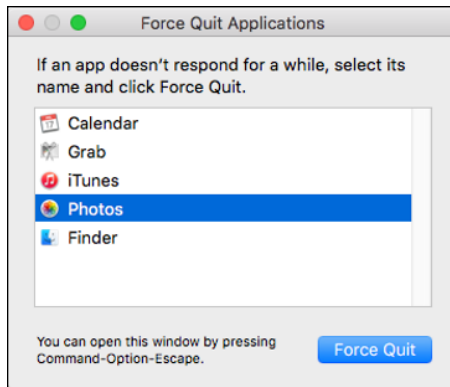 Force Quit Applications
If an app doesn't respond for a while, select its
name and click Force Quit.
Calendar
Grab
iTunes
Photos
Finder
You can open this window by pressing
Command-Option-Escape.
Force Quit